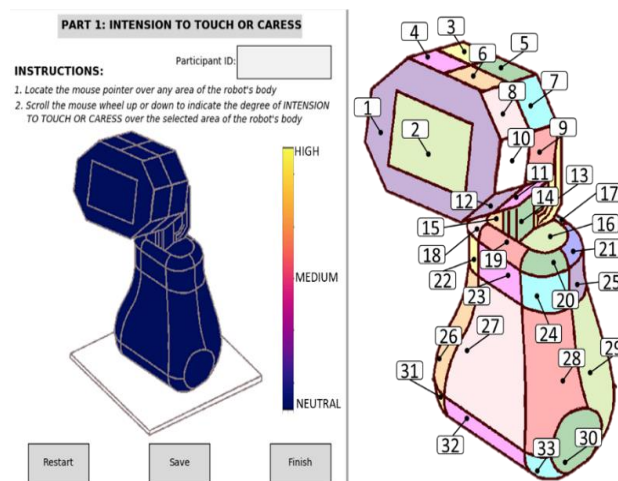 PART 1: INTENSION TO TOUCH OR CARESS
Participant ID:
INSTRUCTIONS:
1. Locate the mouse pointer over any area of the robot's body
2. Scroll the mouse wheel up or down to indicate the degree of INTENSION
TO TOUCH OR CARESS over the selected area of the robot's body
HIGH
MEDIUM
NEUTRAL
Restart
Save
Finish
3
4
5
6
7
8
1
2
10
9
11
13
12
14
17
15
16
18
21
19
22
20
25
23
24
26
27
28
29
31
32
30
33